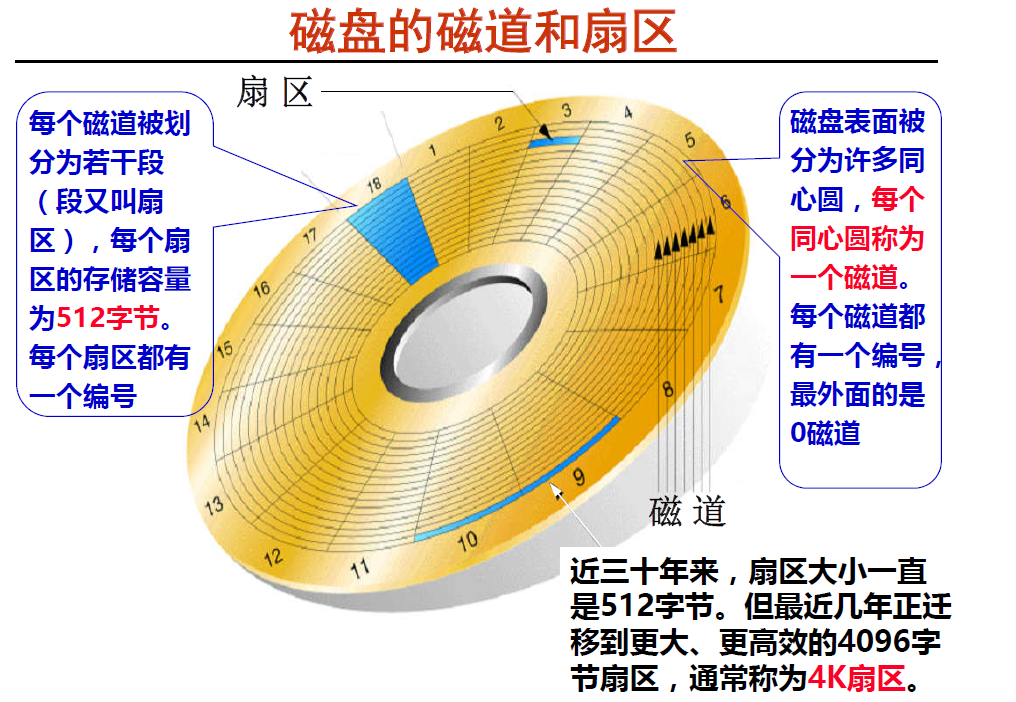 磁盘的磁道和扇区
扇 区
每个磁道被划
分为若干段
（段又叫扇
区），每个扇
区的存储容量
为512字节。
每个扇区都有
一个编号
磁盘表面被
分为许多同
心圆，每个
同心圆称为
一个磁道。
每个磁道都
有一个编号，
最外面的是
0磁道
1
2
3
4
5
6
7
8
9
10
11
12
13
14
15
16
17
18
磁 道
近三十年来，扇区大小一直
是512字节。但最近几年正迁
移到更大、更高效的4096字
节扇区，通常称为4K扇区。